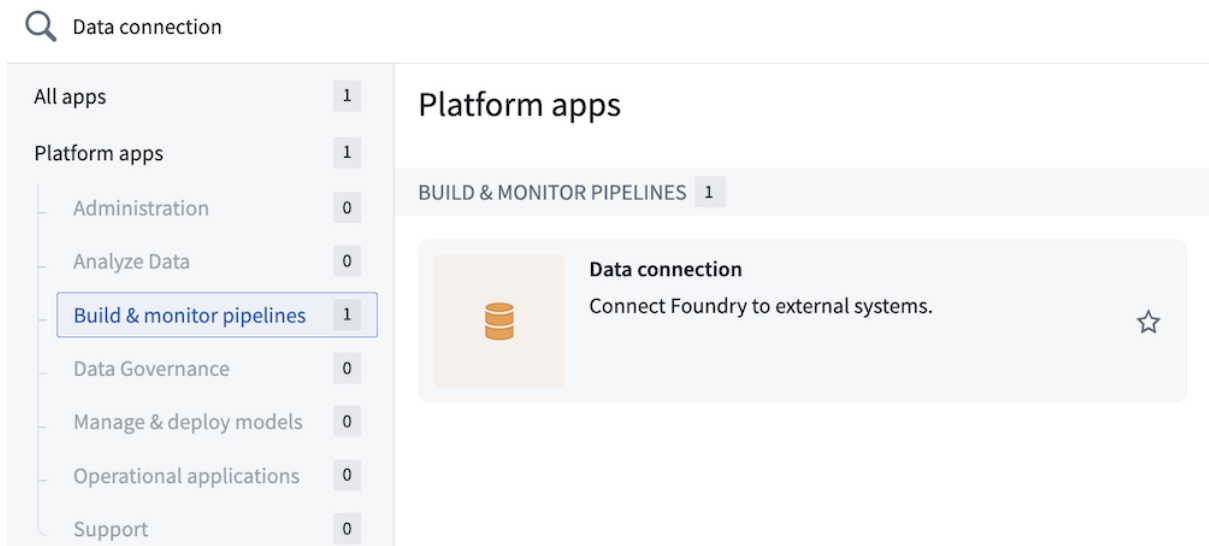 Data connection
All apps 1
Platform apps 1
Administration 0
Analyze Data 0
Build & monitor pipelines 1
Data Governance 0
Manage & deploy models 0
Operational applications 0
Support 0
Platform apps
BUILD & MONITOR PIPELINES 1
Data connection
Connect Foundry to external systems.